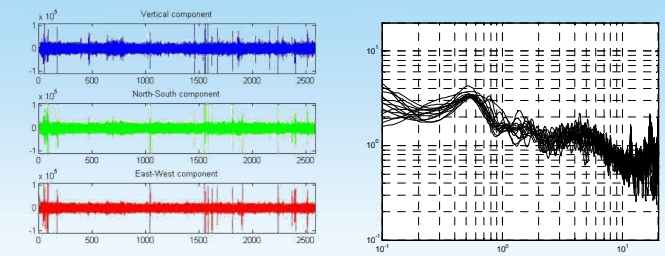 Vertical component
1 x 10^5
0
-1
0 500 1000 1500 2000 2500
North-South component
1 x 10^5
0
-1
0 500 1000 1500 2000 2500
East-West component
1 x 10^5
0
-1
0 500 1000 1500 2000 2500
10^1
10^0
10^-1
10^-1 10^0 10^1